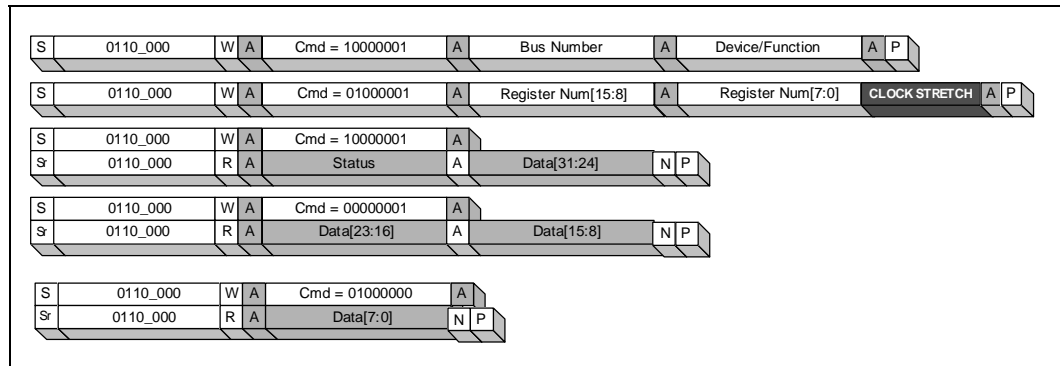 S 0110_000 W A Cmd = 10000001 A Bus Number A Device/Function A P
S 0110_000 W A Cmd = 01000001 A Register Num[15:8] A Register Num[7:0] CLOCK STRETCH A P
S 0110_000 W A Cmd = 10000001 A
Sr 0110_000 R A Status A Data[31:24] N P
S 0110_000 W A Cmd = 00000001 A
Sr 0110_000 R A Data[23:16] A Data[15:8] N P
S 0110_000 W A Cmd = 01000000 A
Sr 0110_000 R A Data[7:0] N P